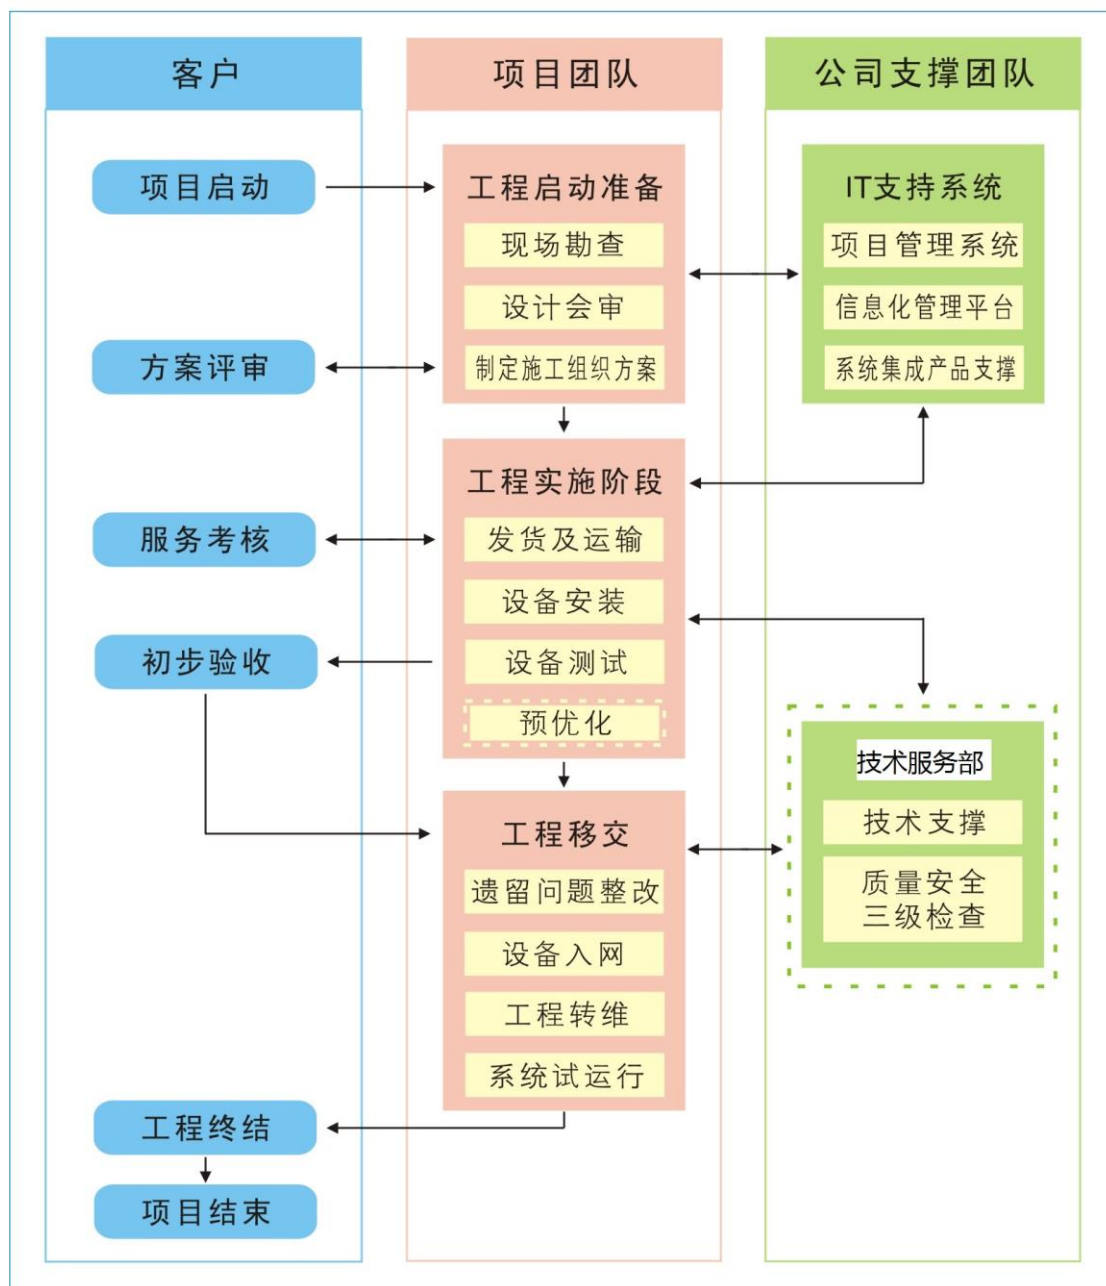 客户
项目启动
方案评审
服务考核
初步验收
工程终结
项目结束
项目团队
工程启动准备
现场勘查
设计会审
制定施工组织方案
工程实施阶段
发货及运输
设备安装
设备测试
预优化
工程移交
遗留问题整改
设备入网
工程转维
系统试运行
公司支撑团队
IT支持系统
项目管理系统
信息化管理平台
系统集成产品支撑
技术服务部
技术支撑
质量安全
三级检查